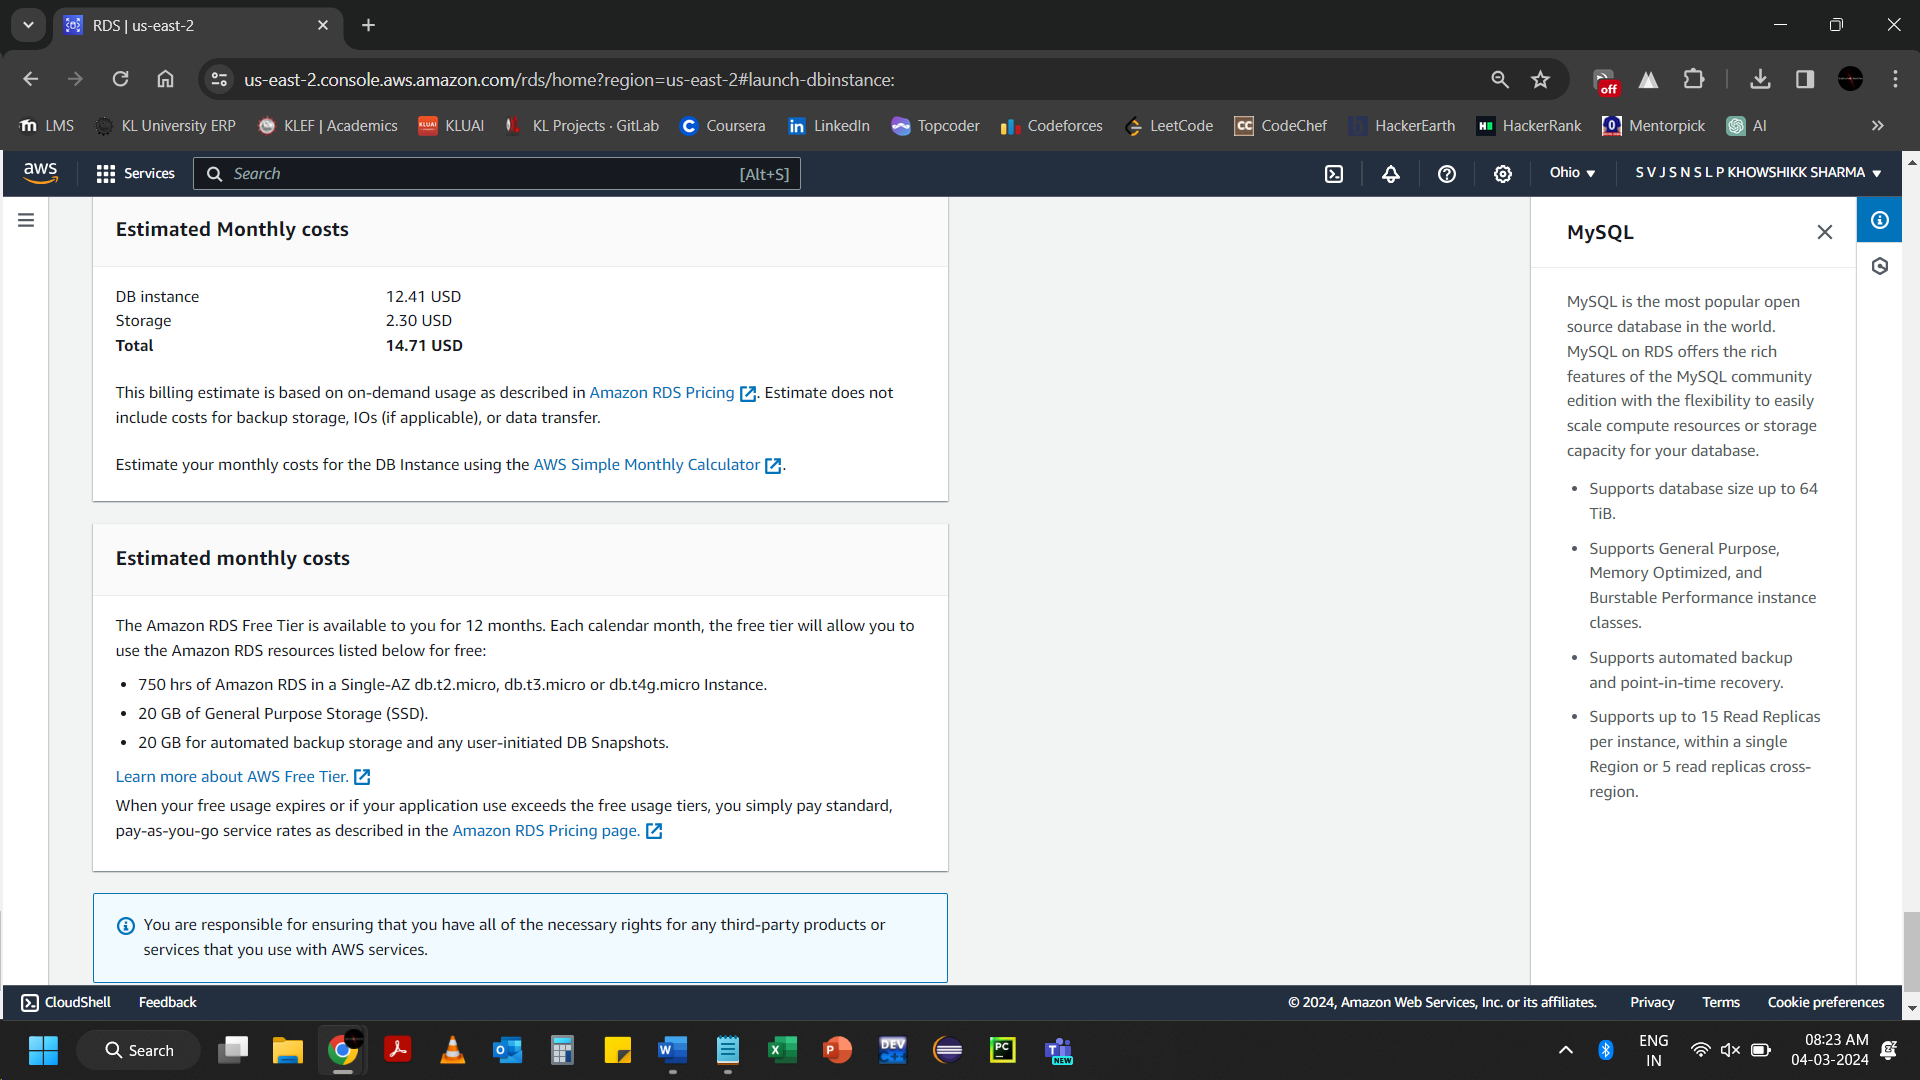 RDS | us-east-2
us-east-2.console.aws.amazon.com/rds/home?region=us-east-2#launch-dbinstance:
off
LMS
KL University ERP
KLEF | Academics
KLUAI
KL Projects · GitLab
Coursera
LinkedIn
Topcoder
Codeforces
LeetCode
CodeChef
HackerEarth
HackerRank
Mentorpick
AI
aws
Services
Search
[Alt+S]
Ohio
S V J S N S L P KHOWSHIKK SHARMA
Estimated Monthly costs
DB instance 12.41 USD
Storage 2.30 USD
Total 14.71 USD
This billing estimate is based on on-demand usage as described in Amazon RDS Pricing. Estimate does not
include costs for backup storage, IOs (if applicable), or data transfer.
Estimate your monthly costs for the DB Instance using the AWS Simple Monthly Calculator.
Estimated monthly costs
The Amazon RDS Free Tier is available to you for 12 months. Each calendar month, the free tier will allow you to
use the Amazon RDS resources listed below for free:
• 750 hrs of Amazon RDS in a Single-AZ db.t2.micro, db.t3.micro or db.t4g.micro Instance.
• 20 GB of General Purpose Storage (SSD).
• 20 GB for automated backup storage and any user-initiated DB Snapshots.
Learn more about AWS Free Tier.
When your free usage expires or if your application use exceeds the free usage tiers, you simply pay standard,
pay-as-you-go service rates as described in the Amazon RDS Pricing page.
You are responsible for ensuring that you have all of the necessary rights for any third-party products or
services that you use with AWS services.
MySQL
MySQL is the most popular open
source database in the world.
MySQL on RDS offers the rich
features of the MySQL community
edition with the flexibility to easily
scale compute resources or storage
capacity for your database.
• Supports database size up to 64
TiB.
• Supports General Purpose,
Memory Optimized, and
Burstable Performance instance
classes.
• Supports automated backup
and point-in-time recovery.
• Supports up to 15 Read Replicas
per instance, within a single
Region or 5 read replicas cross-
region.
CloudShell
Feedback
© 2024, Amazon Web Services, Inc. or its affiliates.
Privacy
Terms
Cookie preferences
Search
DEV
PC
NEW
ENG
IN
08:23 AM
04-03-2024